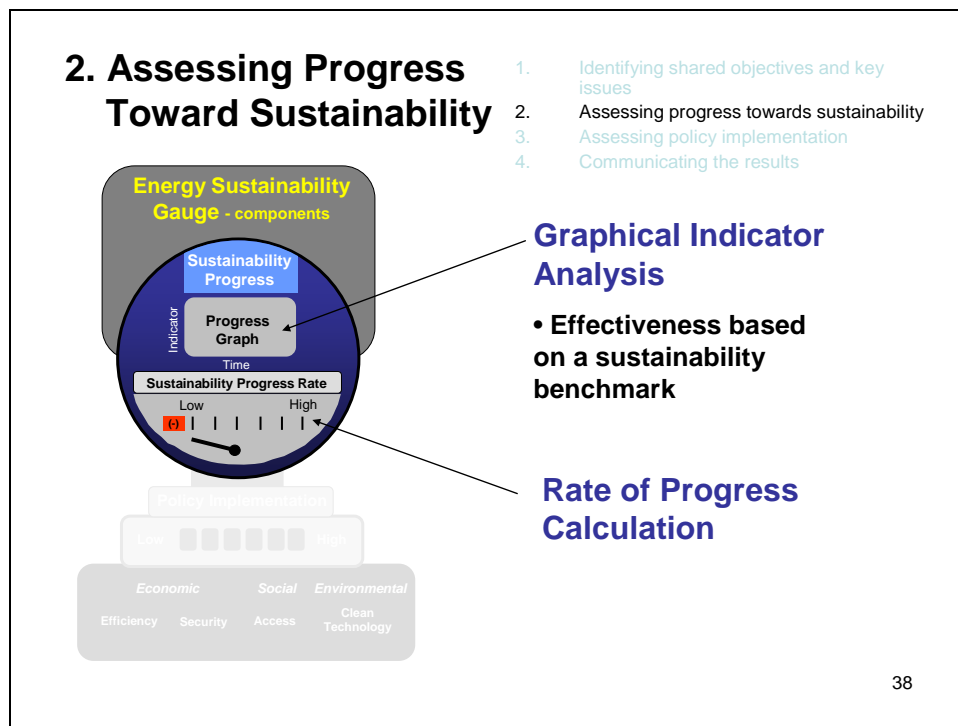 2. Assessing Progress
Toward Sustainability
1. Identifying shared objectives and key
issues
2. Assessing progress towards sustainability
3. Assessing policy implementation
4. Communicating the results
Energy Sustainability
Gauge - components
Sustainability
Progress
Indicator
Progress
Graph
Time
Sustainability Progress Rate
Low High
(-)
Graphical Indicator
Analysis
• Effectiveness based
on a sustainability
benchmark
Rate of Progress
Calculation
Policy Implementation
Low High
Economic Social Environmental
Efficiency Security Access Clean
Technology
38